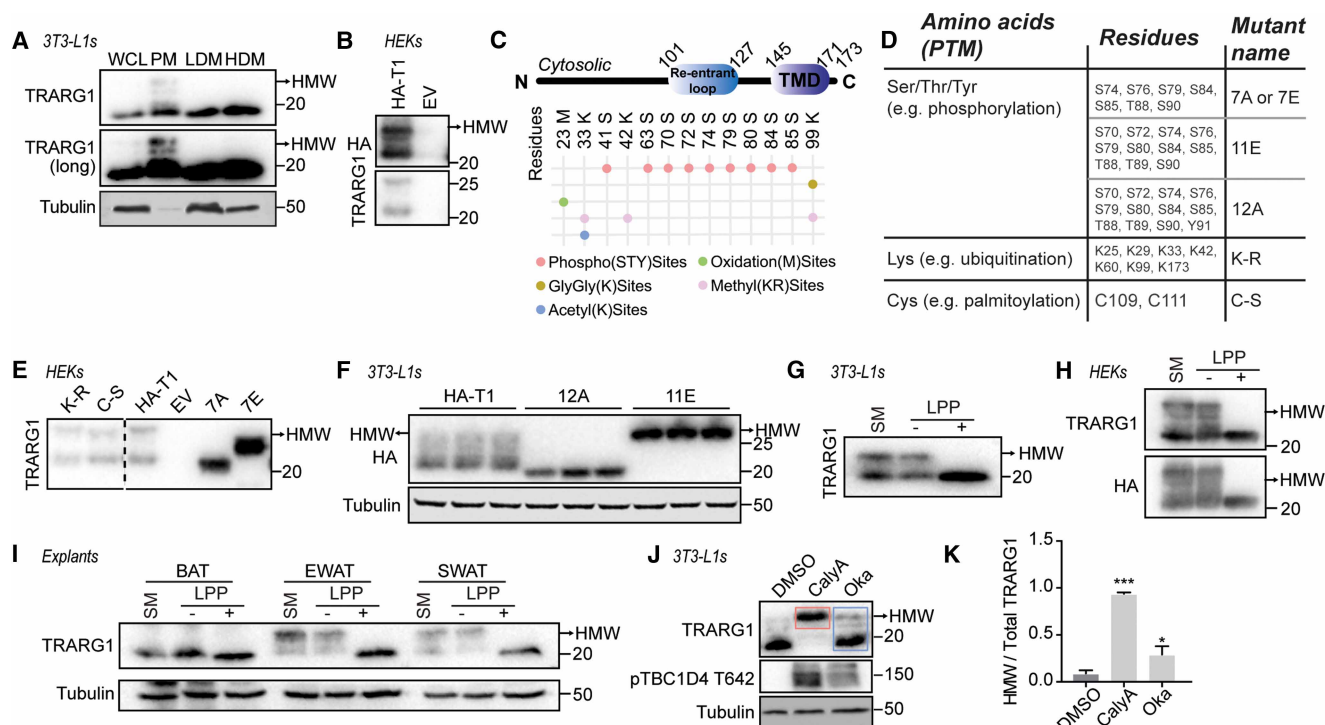 A 3T3-L1s
WCL PM LDM HDM
TRARG1
HMW
20
TRARG1
(long)
HMW
20
Tubulin
50
B HEKs
HA-T1 EV
HA
HMW
20
TRARG1
25
20
C
101 127 145 171 173
N Cytosolic Re-entrant loop TMD C
Residues
23 M 33 K 42 K 41 S 63 S 70 S 72 S 74 S 79 S 80 S 84 S 85 S 99 K
Phospho(STY)Sites Oxidation(M)Sites
GlyGly(K)Sites Methyl(KR)Sites
Acetyl(K)Sites
D
Amino acids (PTM) Residues Mutant name
Ser/Thr/Tyr
(e.g. phosphorylation)
S74, S76, S79, S84,
S85, T88, S90
7A or 7E
S70, S72, S74, S76,
S79, S80, S84, S85,
T88, T89, S90
11E
S70, S72, S74, S76,
S79, S80, S84, S85,
T88, T89, S90, Y91
12A
Lys (e.g. ubiquitination)
K25, K29, K33, K42,
K60, K99, K173
K-R
Cys (e.g. palmitoylation) C109, C111 C-S
E HEKs
K-R C-S HA-T1 EV 7A 7E
TRARG1
HMW
20
F 3T3-L1s
HA-T1 12A 11E
HMW
HA
HMW
25
20
Tubulin
50
G 3T3-L1s
SM LPP
- +
TRARG1
HMW
20
H HEKs
SM LPP
- +
TRARG1
HMW
20
HA
HMW
20
I Explants
BAT EWAT SWAT
SM LPP SM LPP SM LPP
- + - + - +
TRARG1
HMW
20
Tubulin
50
J 3T3-L1s
DMSO CalyA Oka
TRARG1
HMW
20
pTBC1D4 T642
150
Tubulin
50
K
HMW / Total TRARG1
1.5
1.0
0.5
0.0
***
*
DMSO CalyA Oka